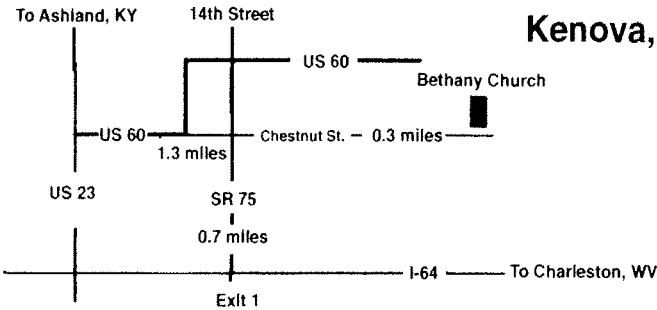 To Ashland, KY
14th Street
Kenova,
US 60
Bethany Church
US 60
Chestnut St. - 0.3 miles
1.3 miles
US 23
SR 75
0.7 miles
I-64
To Charleston, WV
Exit 1